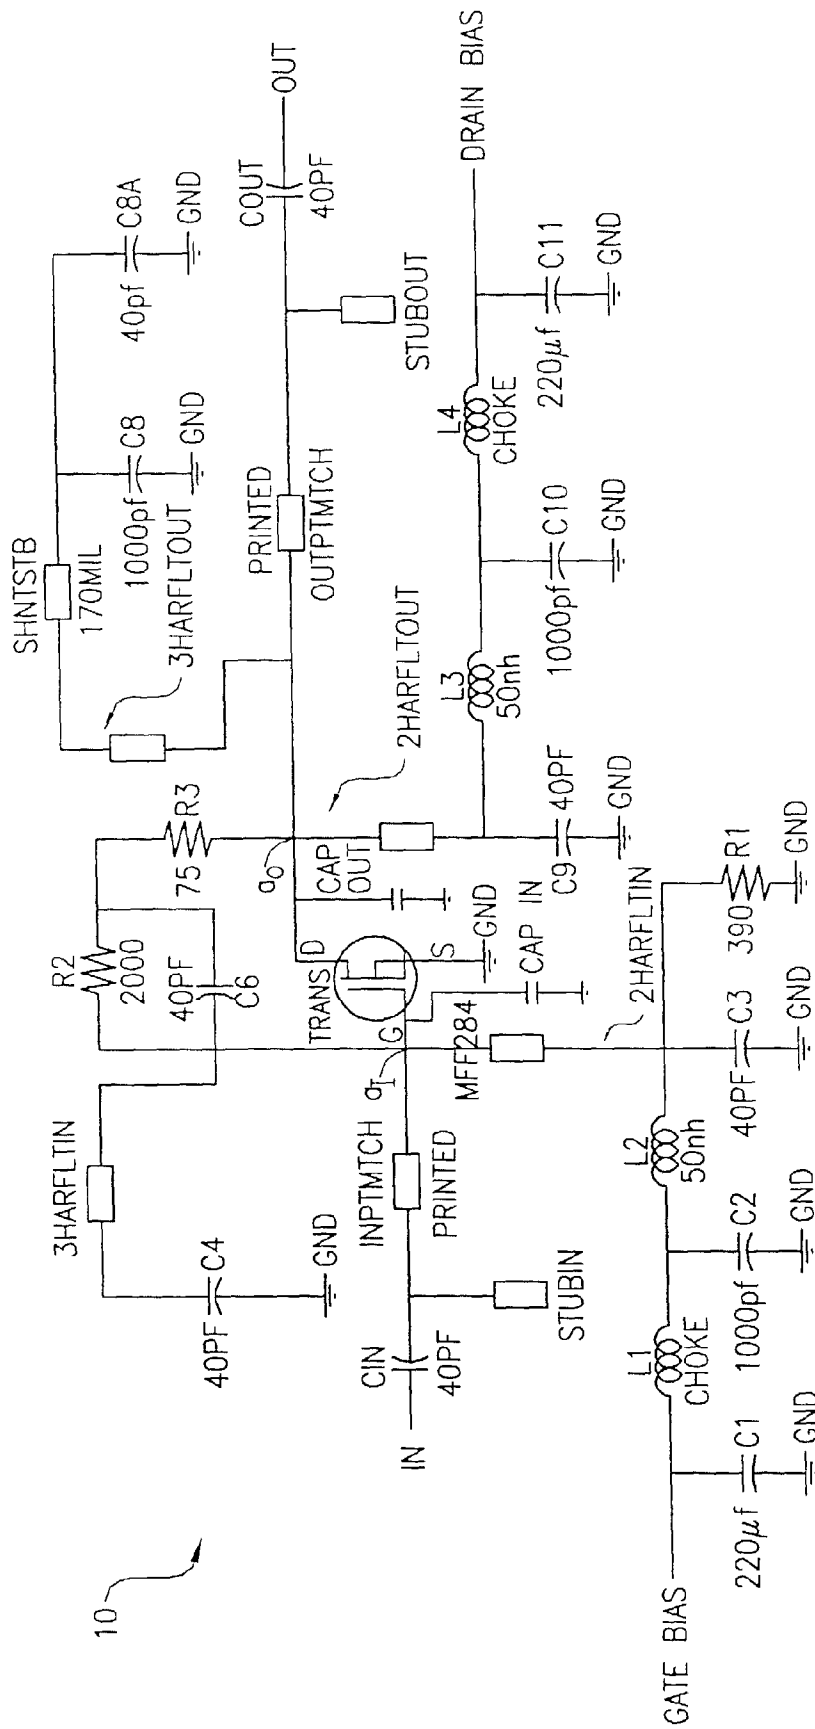 10
3HARFLTIN
40PF C4
GND
R2
2000
40PF
C6
75 R3
SHNTSTB
170MIL
3HARFLTOUT
1000pf C8
GND
40pf C8A
GND
IN
CIN
40PF
STUBIN
INPTMTCH
PRINTED
aI
G
TRANS
D
S
GND
CAP IN
CAP
OUT
aO
PRINTED
OUTPTMTCH
STUBOUT
COUT
40PF
OUT
MFF284
2HARFLTOUT
C9 40PF
GND
L3
50nh
1000pf C10
GND
L4
CHOKE
220μf C11
GND
DRAIN BIAS
GATE BIAS
220μf C1
GND
L1
CHOKE
1000pf C2
GND
L2
50nh
40PF C3
GND
2HARFLTIN
390 R1
GND